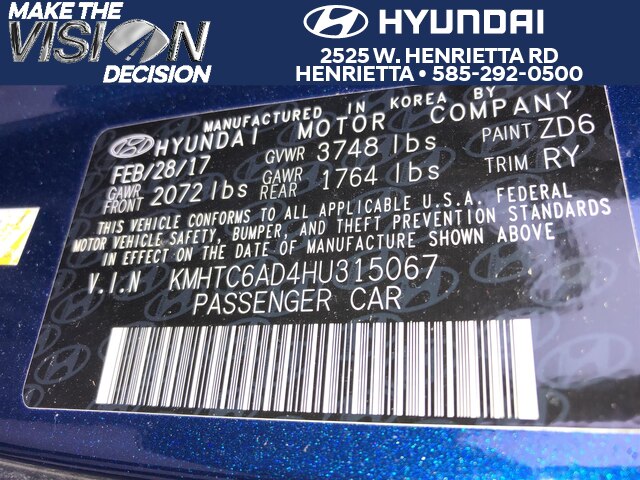 MAKE THE
VISION
DECISION
HYUNDAI
2525 W. HENRIETTA RD
HENRIETTA • 585-292-0500
MANUFACTURED IN KOREA BY
HYUNDAI MOTOR COMPANY
FEB/28/17 GVWR 3748 lbs PAINT ZD6
GAWR FRONT 2072 lbs GAWR REAR 1764 lbs TRIM RY
THIS VEHICLE CONFORMS TO ALL APPLICABLE U.S.A. FEDERAL
MOTOR VEHICLE SAFETY, BUMPER, AND THEFT PREVENTION STANDARDS
IN EFFECT ON THE DATE OF MANUFACTURE SHOWN ABOVE.
V.I.N KMHTC6AD4HU315067
PASSENGER CAR